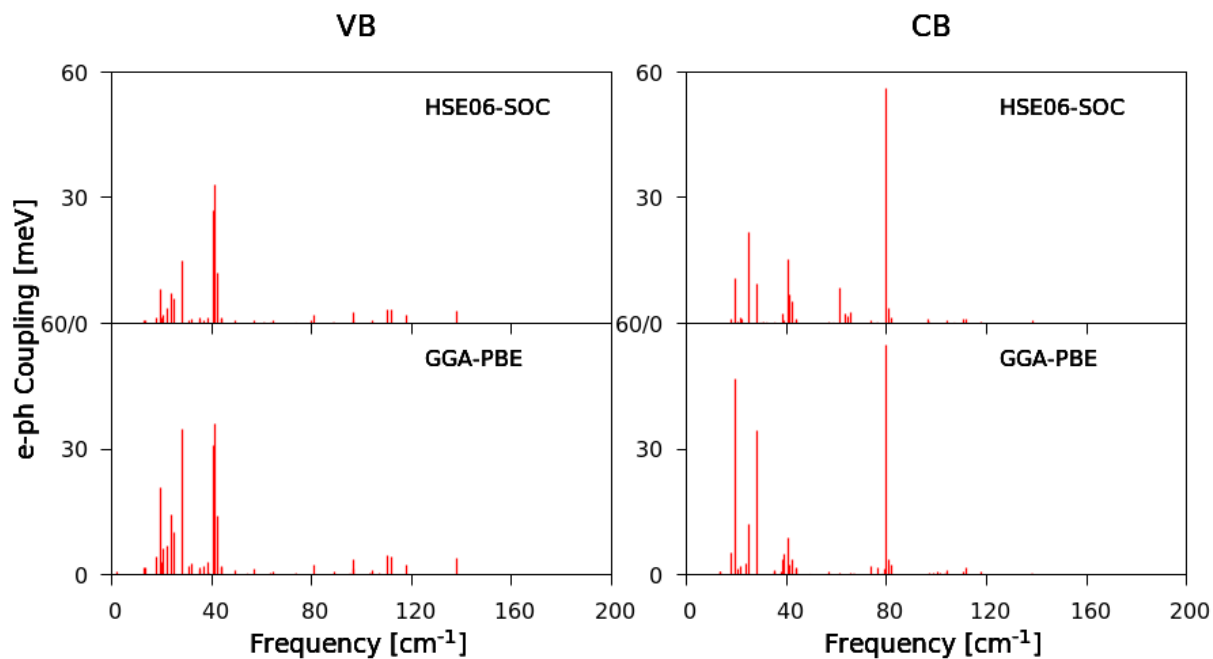 VB
CB
60
HSE06-SOC
HSE06-SOC
30
60/0
60/0
GGA-PBE
GGA-PBE
30
0
0 40 80 120 160 200
0 40 80 120 160 200
Frequency [cm⁻¹]
Frequency [cm⁻¹]
e-ph Coupling [meV]
60
30
30
0